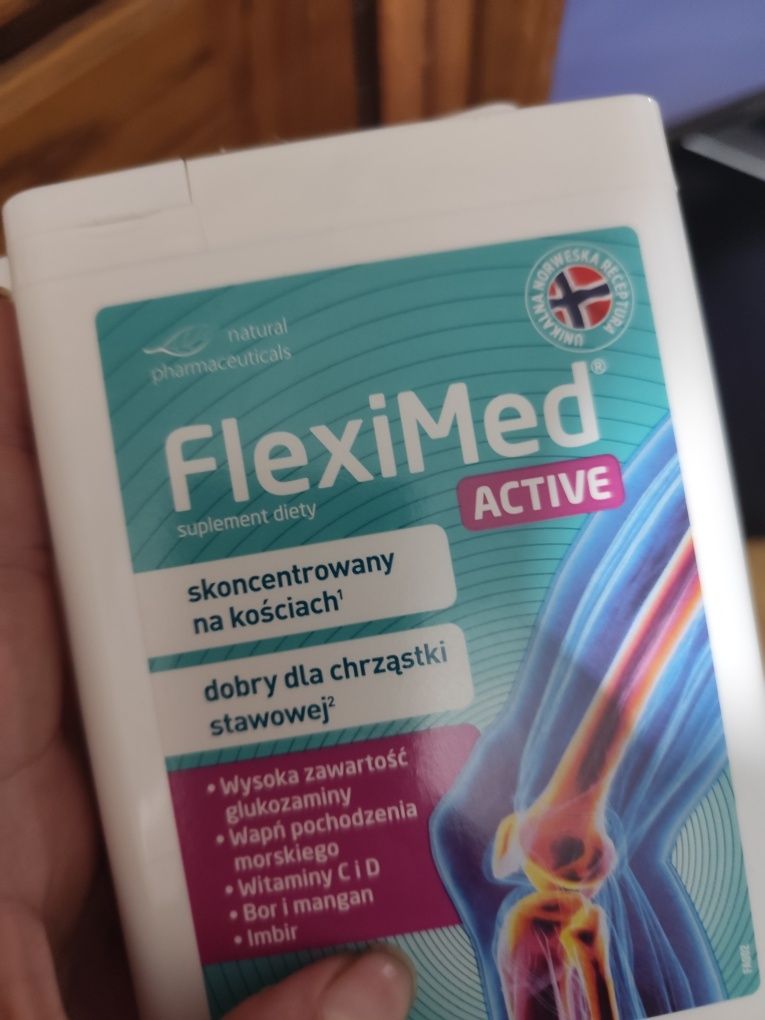 UNIKALNA NORWESKA RECEPTURA
natural
pharmaceuticals
FlexiMed®
ACTIVE
suplement diety
skoncentrowany
na kościach¹
dobry dla chrząstki
stawowej²
• Wysoka zawartość
glukozaminy
• Wapń pochodzenia
morskiego
• Witaminy C i D
• Bor i mangan
• Imbir